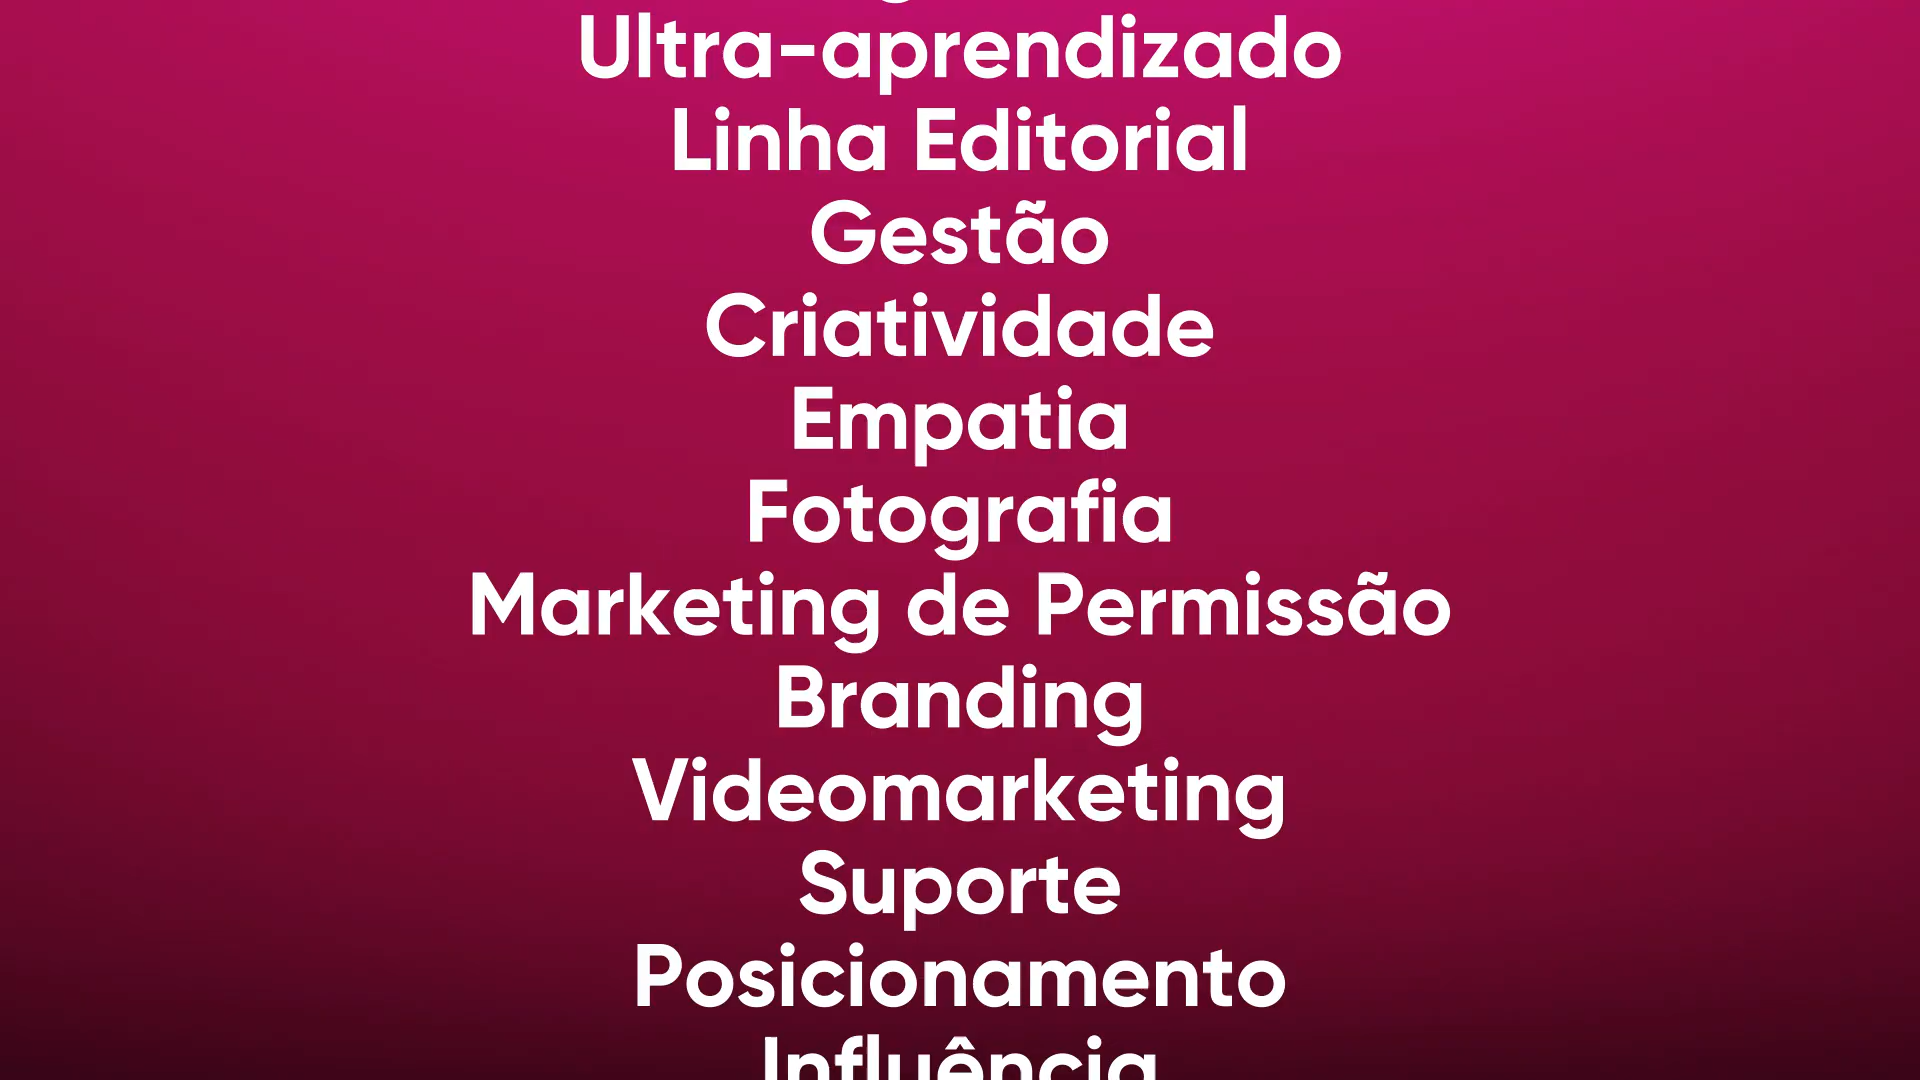 Ultra-aprendizado
Linha Editorial
Gestão
Criatividade
Empatia
Fotografia
Marketing de Permissão
Branding
Videomarketing
Suporte
Posicionamento
Influência